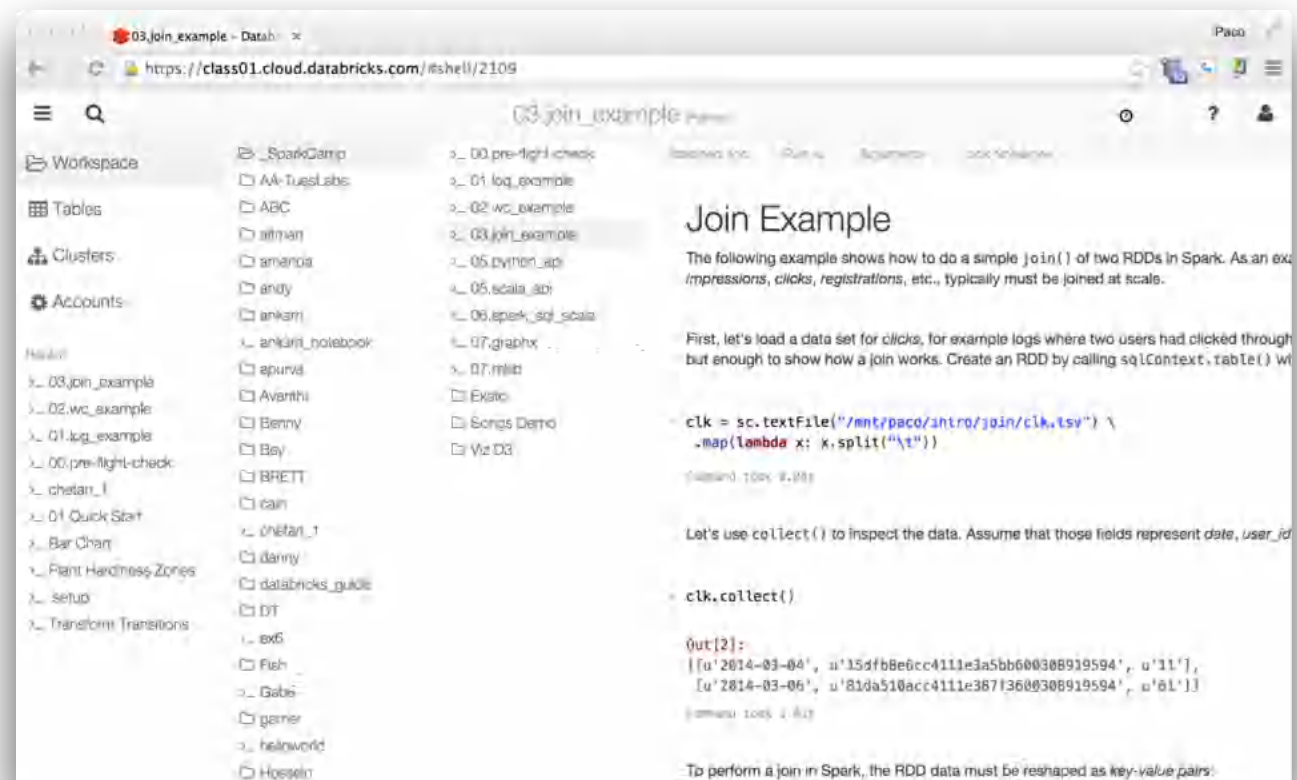 03.join_example - Datab
Paco
https://class01.cloud.databricks.com/#shell/2109
03.join_example
?
Workspace
Tables
Clusters
Accounts
03.join_example
02.wc_example
01.log_example
00.pre-flight-check
chetan_1
01 Quick Start
Bar Chart
Plant Hardiness Zones
setup
Transform Transitions
_SparkCamp
AA-TuesLabs
ABC
altman
amanda
andy
ankam
ankam_notebook
apurva
Avanthi
Benny
Bay
BRETT
cain
chetan_1
danny
databricks_guide
DT
ex6
Fish
Gabe
garner
helloworld
Hossein
00.pre-flight-check
01.log_example
02.wc_example
03.join_example
05.python_api
05.scala_api
06.spark_sql_scala
07.graphx
07.mllib
Exsto
Songs Demo
Viz D3
Join Example
The following example shows how to do a simple join() of two RDDs in Spark. As an exa
impressions, clicks, registrations, etc., typically must be joined at scale.
First, let's load a data set for clicks, for example logs where two users had clicked through
but enough to show how a join works. Create an RDD by calling sqlContext.table() wi
clk = sc.textFile("/mnt/paco/intro/join/clk.tsv") \
.map(lambda x: x.split("\t"))
Command took
Let's use collect() to inspect the data. Assume that those fields represent date, user_id
clk.collect()
Out[2]:
[[u'2014-03-04', u'15dfb8e6cc4111e3a5bb600308919594', u'11'],
[u'2014-03-06', u'81da510acc4111e387f3600308919594', u'61']]
Command took
To perform a join in Spark, the RDD data must be reshaped as key-value pairs: